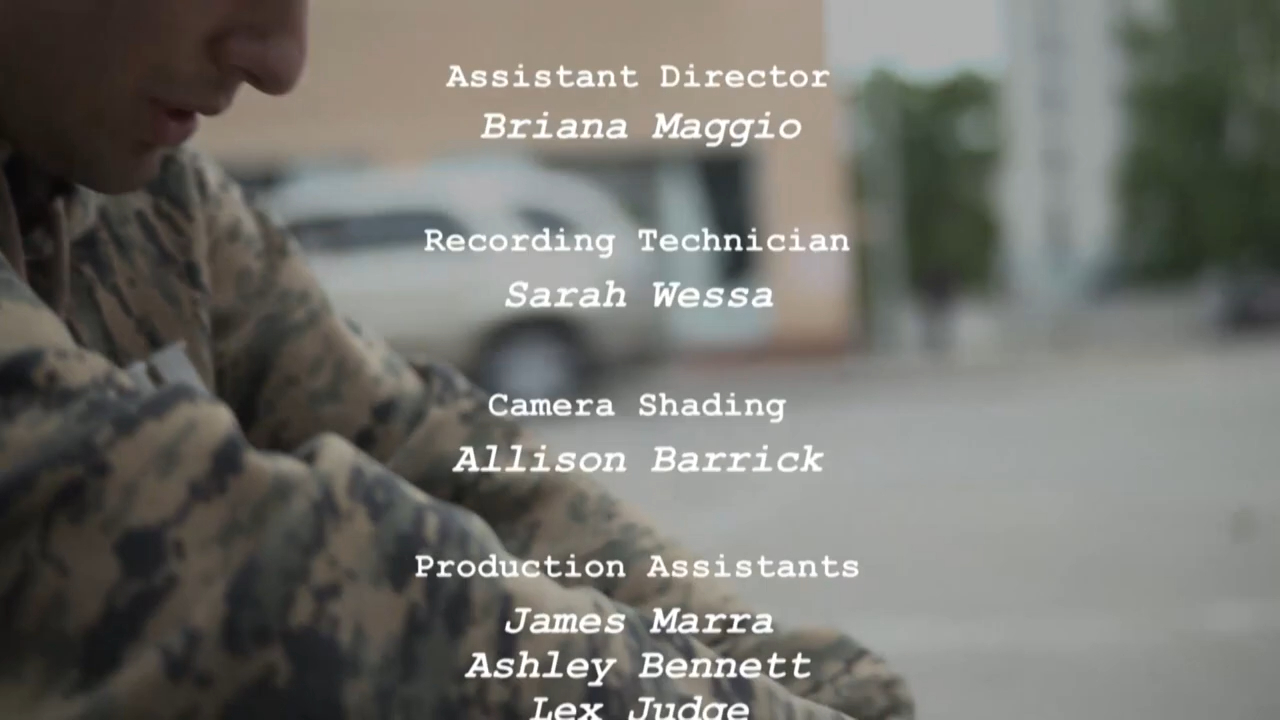 Assistant Director
Briana Maggio
Recording Technician
Sarah Wessa
Camera Shading
Allison Barrick
Production Assistants
James Marra
Ashley Bennett
Lex Judge